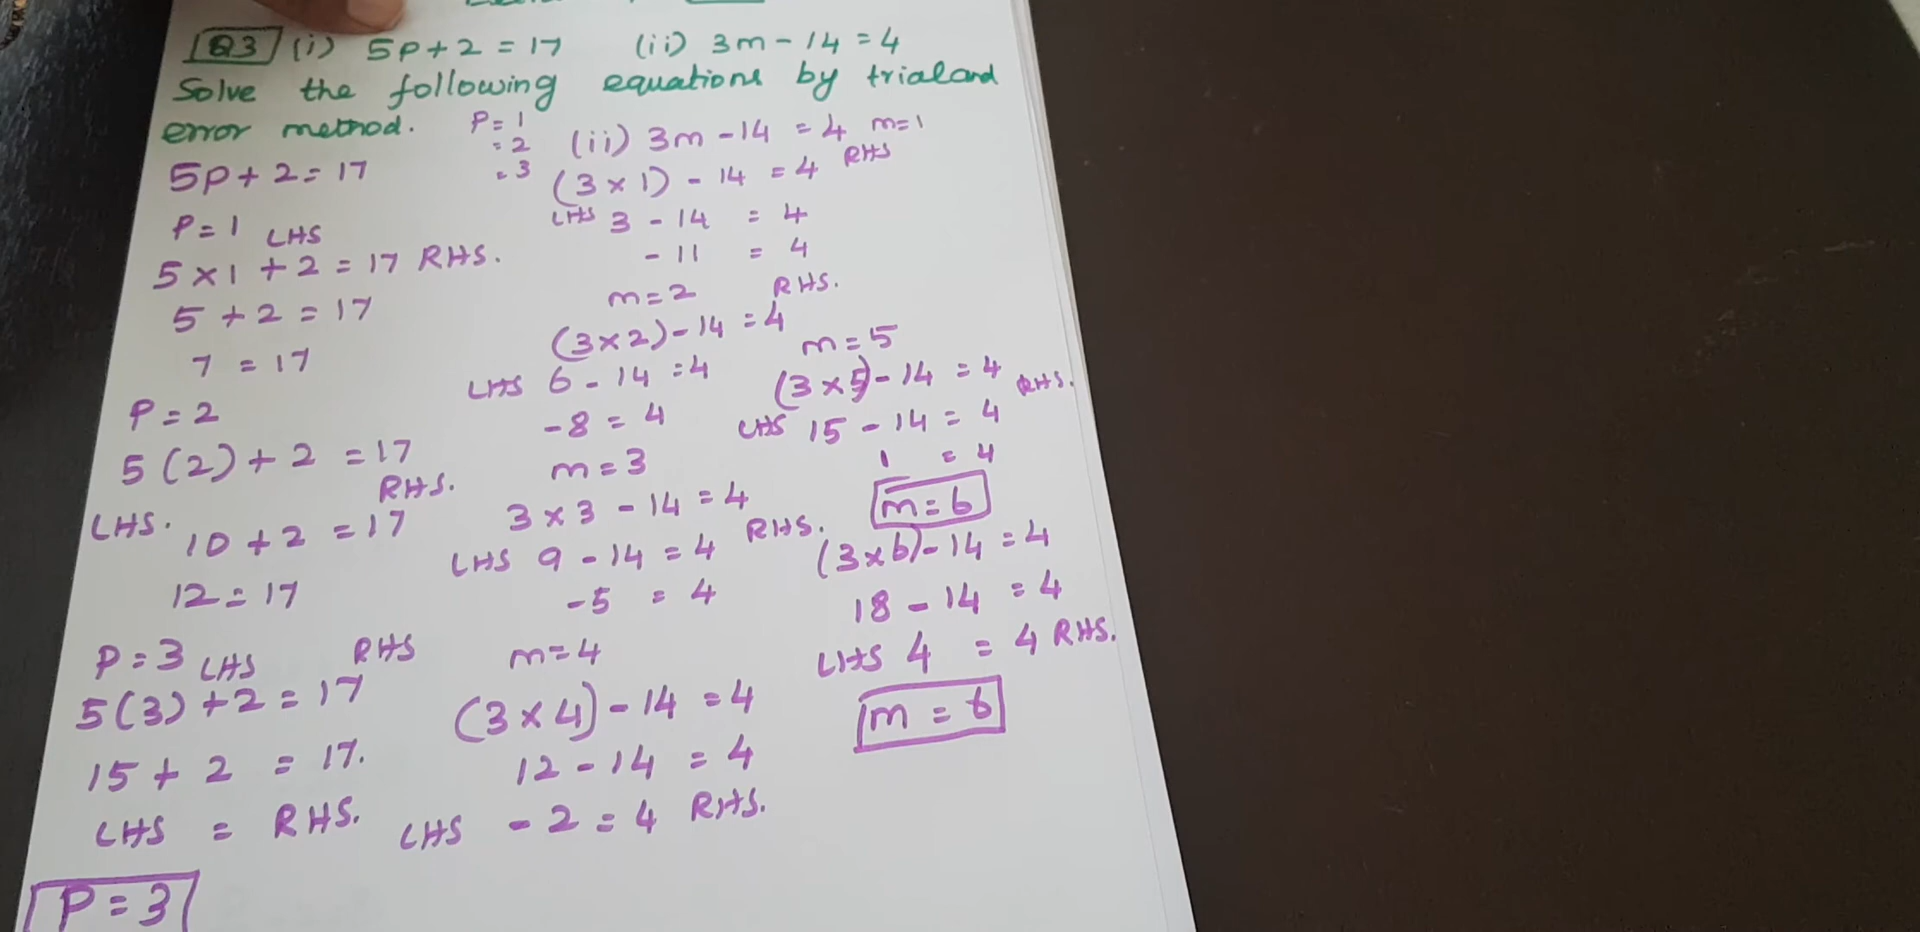 Q3 (i) 5p + 2 = 17 (ii) 3m - 14 = 4
Solve the following equations by trial and
error method.
5p + 2 = 17
P = 1 LHS
5 × 1 + 2 = 17 RHS.
5 + 2 = 17
7 = 17
P = 2
5 (2) + 2 = 17
RHS.
LHS. 10 + 2 = 17
12 = 17
P = 3 LHS RHS
5(3) + 2 = 17
15 + 2 = 17.
LHS = RHS.
P = 3
P = 1
= 2
= 3
(ii) 3m - 14 = 4 m = 1
(3 × 1) - 14 = 4 RHS
LHS 3 - 14 = 4
- 11 = 4
m = 2 RHS.
(3 × 2) - 14 = 4
LHS 6 - 14 = 4
- 8 = 4
m = 3
3 × 3 - 14 = 4
LHS 9 - 14 = 4 RHS.
- 5 = 4
m = 4
(3 × 4) - 14 = 4
12 - 14 = 4
LHS - 2 = 4 RHS.
m = 5
(3 × 5) - 14 = 4 RHS.
LHS 15 - 14 = 4
1 = 4
m = 6
(3 × 6) - 14 = 4
18 - 14 = 4
LHS 4 = 4 RHS.
m = 6